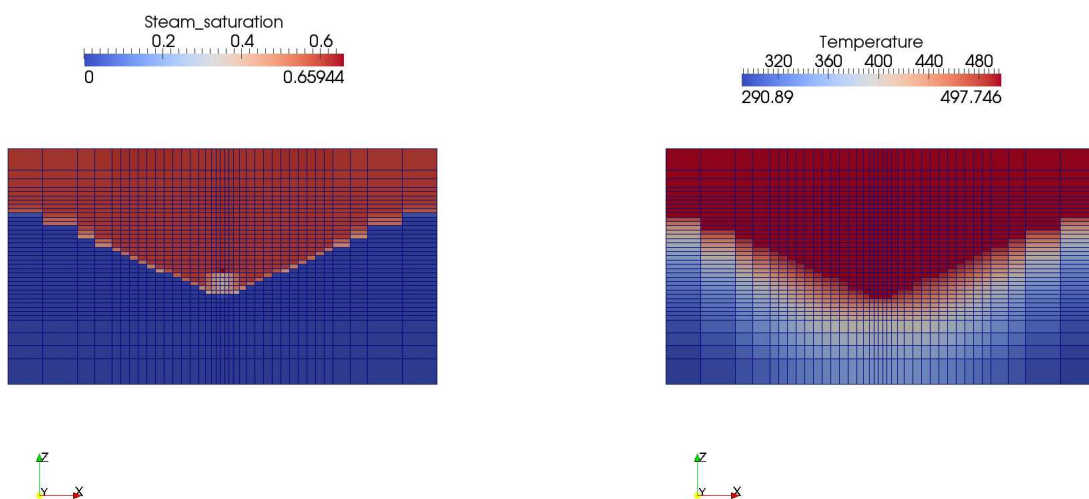 Steam_saturation
0.2 0.4 0.6
0 0.65944
Temperature
320 360 400 440 480
290.89 497.746
Z
Y X
Z
Y X